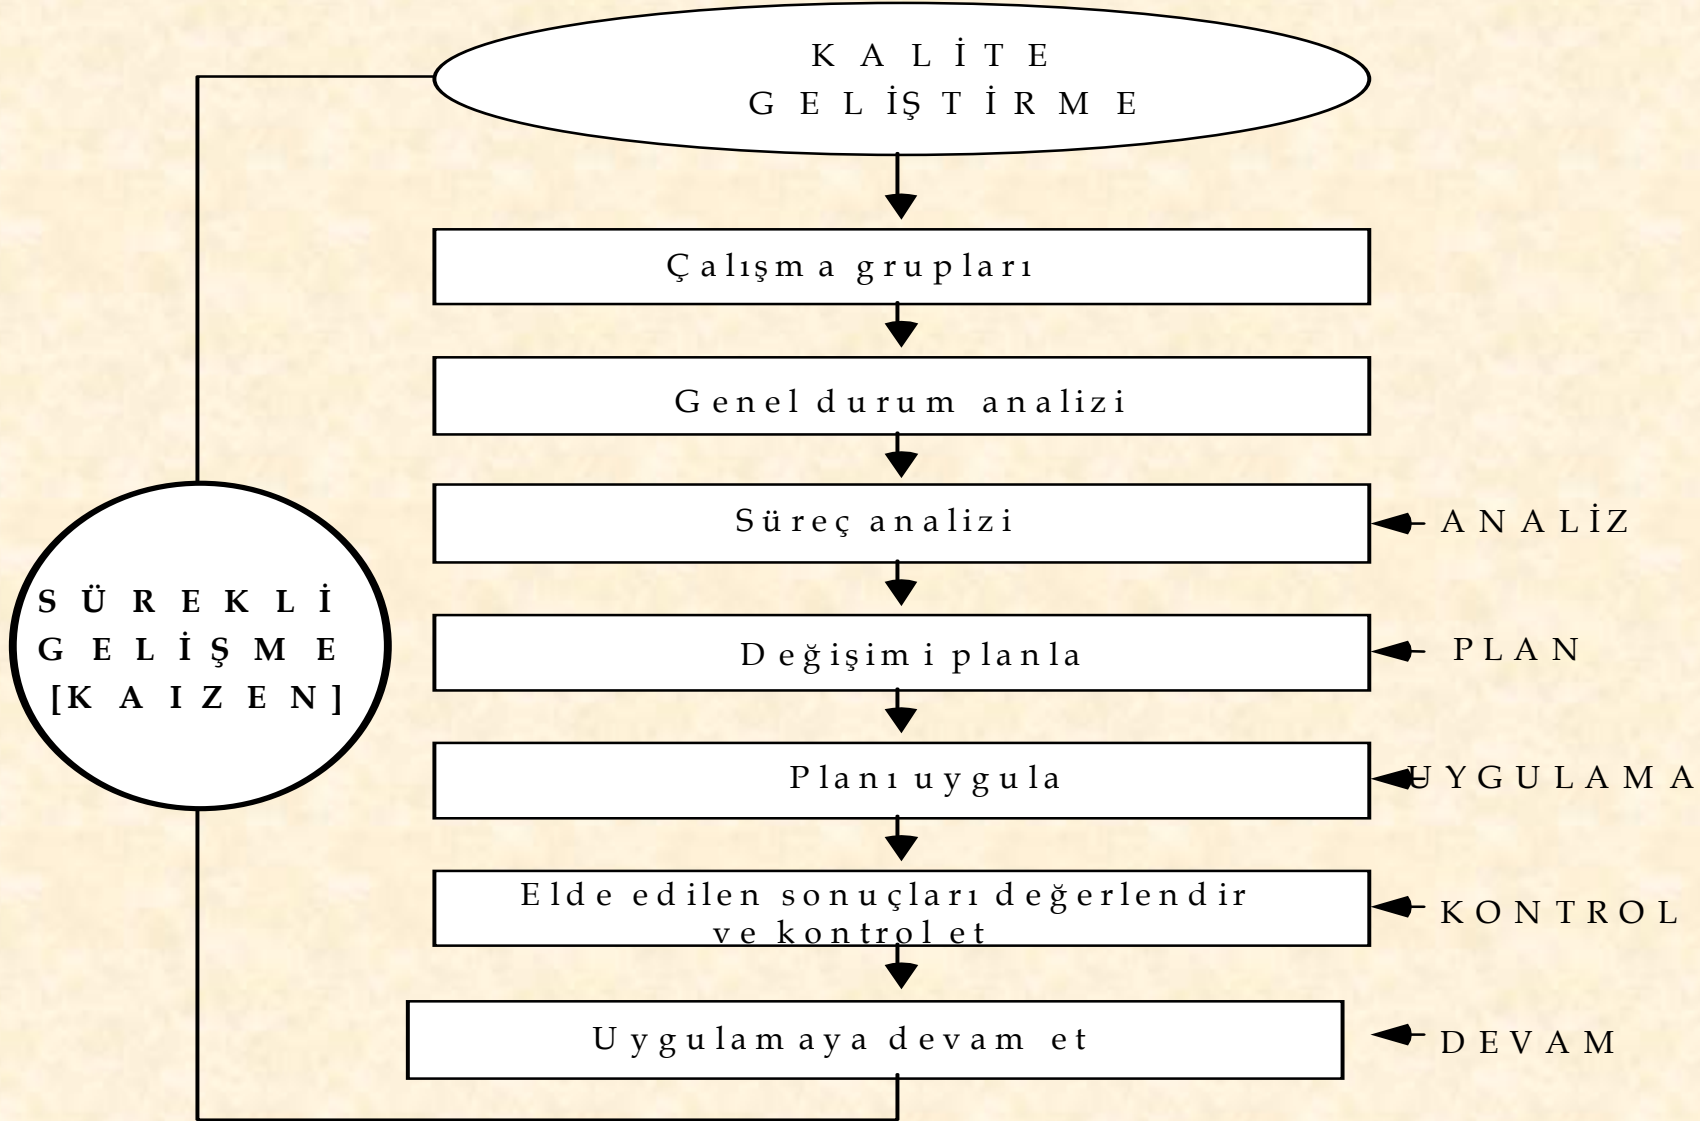 KALİTE
GELİŞTİRME
Çalışma grupları
Genel durum analizi
Süreç analizi
ANALİZ
SÜREKLİ
GELİŞME
[KAIZEN]
Değişimi planla
PLAN
Planı uygula
UYGULAMA
Elde edilen sonuçları değerlendir
ve kontrol et
KONTROL
Uygulamaya devam et
DEVAM